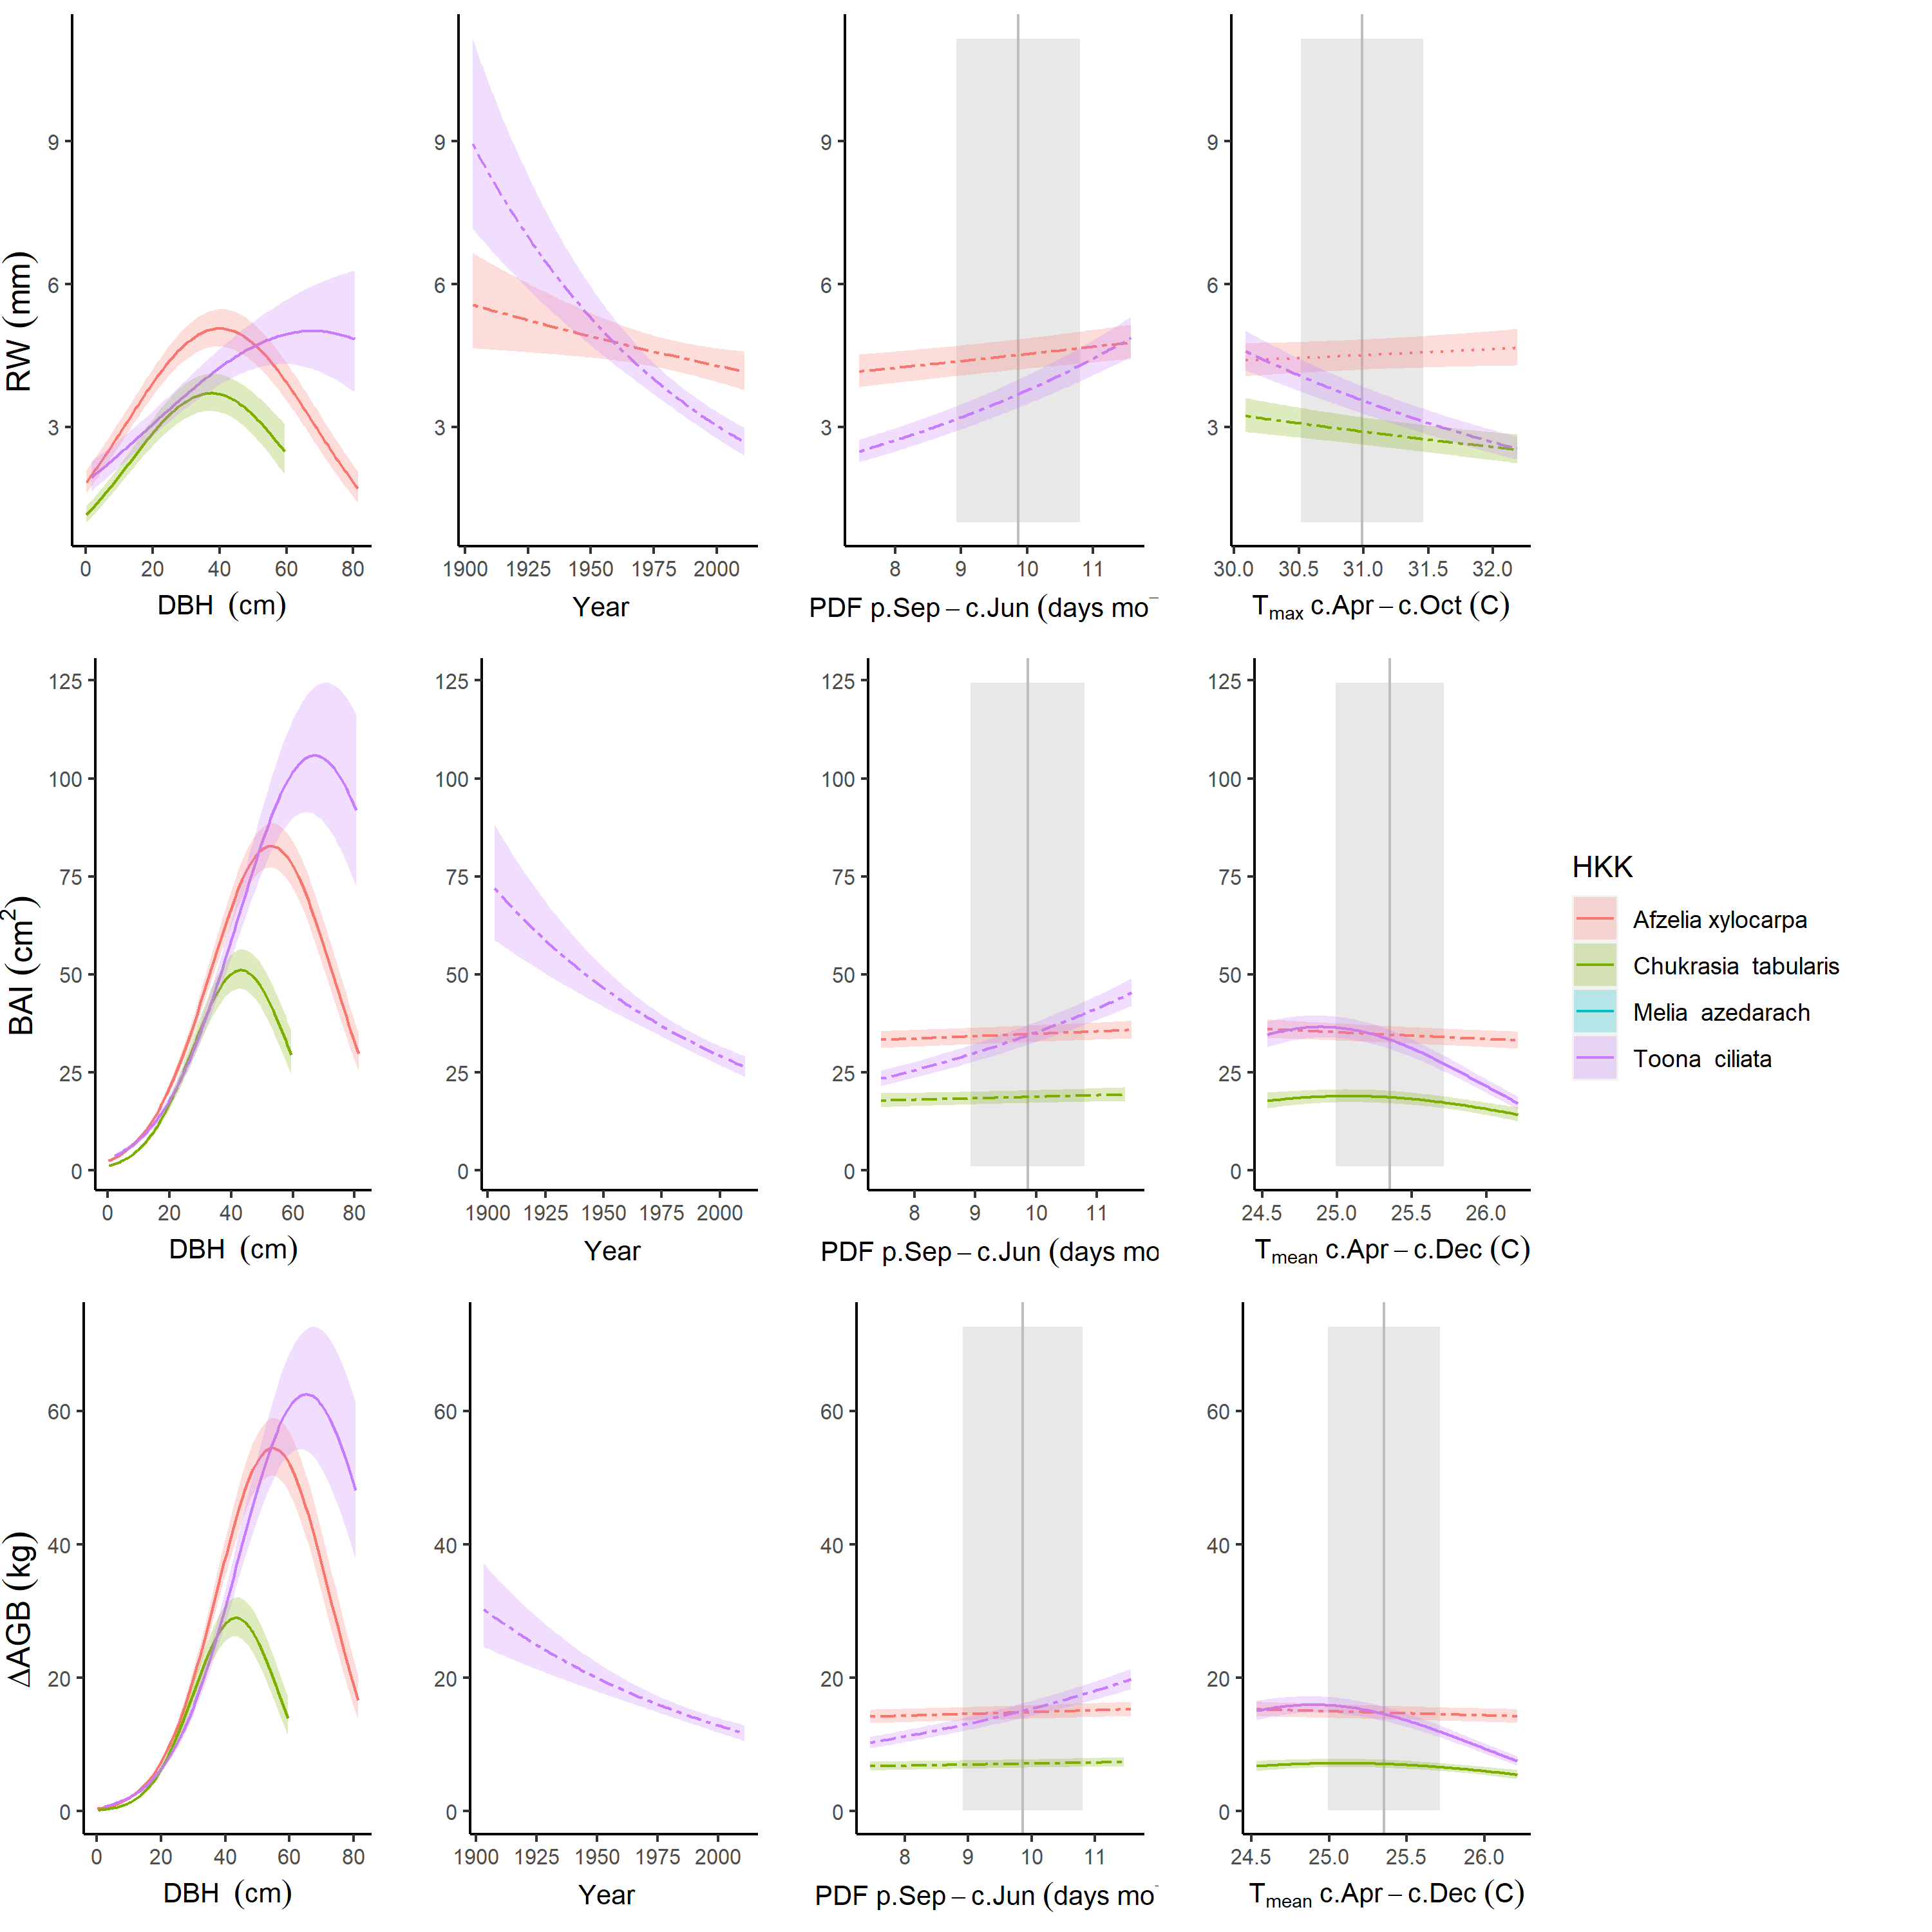 RW (mm)
9
6
3
0 20 40 60 80
DBH (cm)
9
6
3
1900 1925 1950 1975 2000
Year
9
6
3
8 9 10 11
PDF p.Sep – c.Jun (days mo⁻
9
6
3
30.0 30.5 31.0 31.5 32.0
Tmax c.Apr – c.Oct (C)
BAI (cm²)
125
100
75
50
25
0
0 20 40 60 80
DBH (cm)
125
100
75
50
25
0
1900 1925 1950 1975 2000
Year
125
100
75
50
25
0
8 9 10 11
PDF p.Sep – c.Jun (days mo
125
100
75
50
25
0
24.5 25.0 25.5 26.0
Tmean c.Apr – c.Dec (C)
HKK
Afzelia xylocarpa
Chukrasia tabularis
Melia azedarach
Toona ciliata
ΔAGB (kg)
60
40
20
0
0 20 40 60 80
DBH (cm)
60
40
20
0
1900 1925 1950 1975 2000
Year
60
40
20
0
8 9 10 11
PDF p.Sep – c.Jun (days mo⁻
60
40
20
0
24.5 25.0 25.5 26.0
Tmean c.Apr – c.Dec (C)